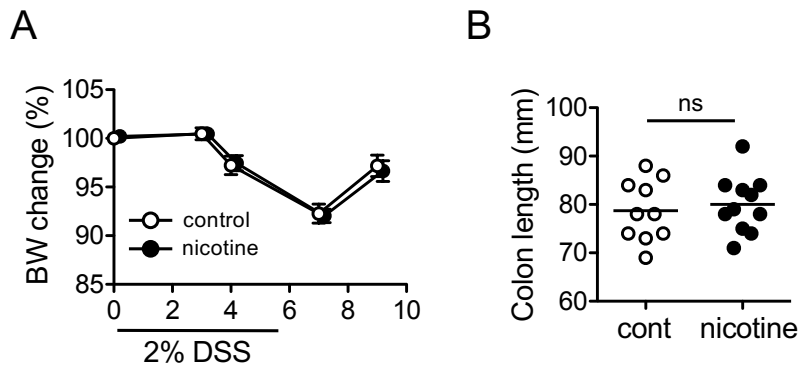 A
BW change (%)
105
100
95
90
85
control
nicotine
0 2 4 6 8 10
2% DSS
B
Colon length (mm)
100
90
80
70
60
ns
cont nicotine